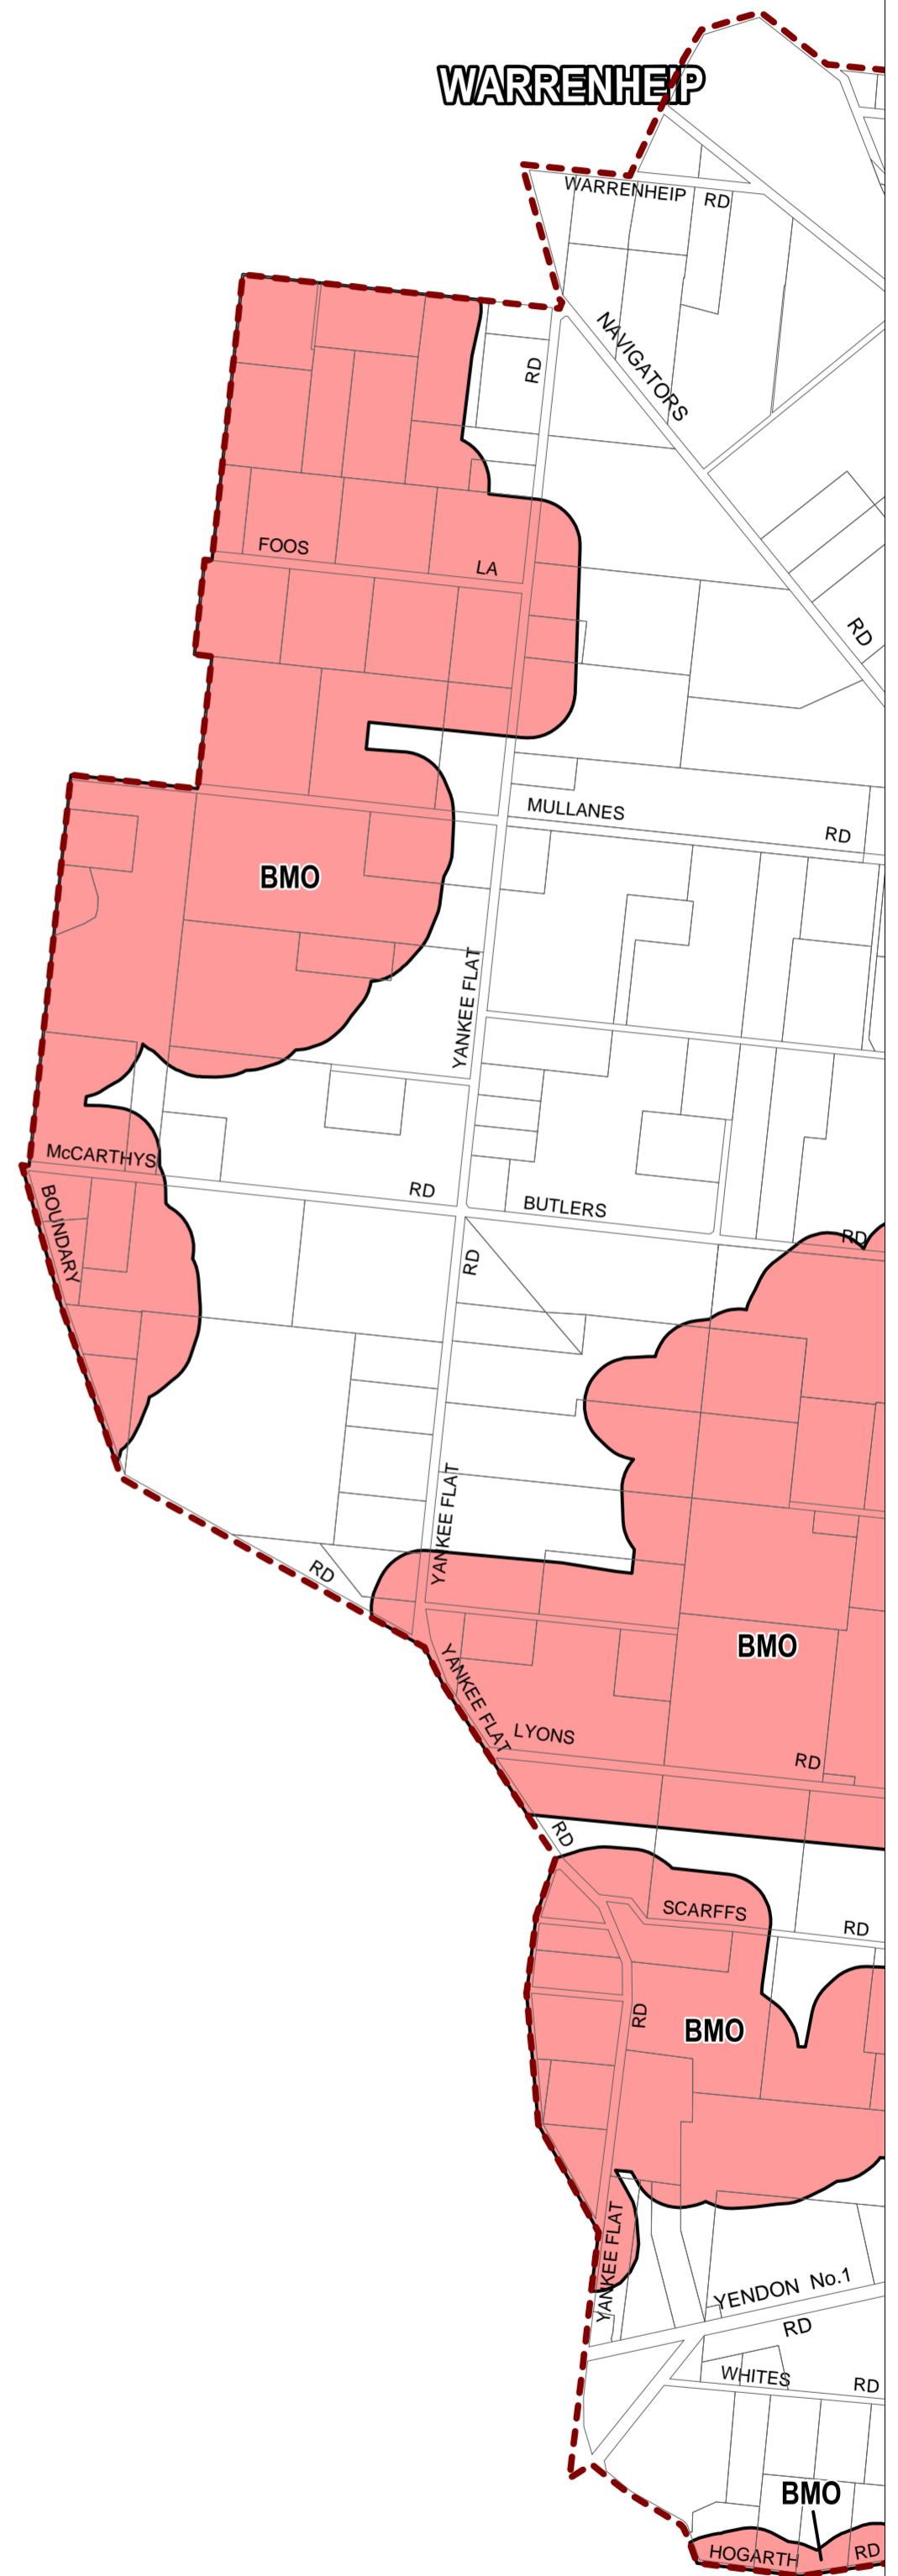 WARRENHEIP
WARRENHEIP RD
NAVIGATORS
RD
RD
FOOS LA
MULLANES RD
BMO
YANKEE FLAT
McCARTHYS RD
BOUNDARY
BUTLERS RD
RD
YANKEE FLAT
RD
BMO
YANKEE FLAT
LYONS RD
RD
SCARFFS RD
RD
BMO
YANKEE FLAT
YENDON No.1
RD
WHITES RD
BMO
HOGARTH RD